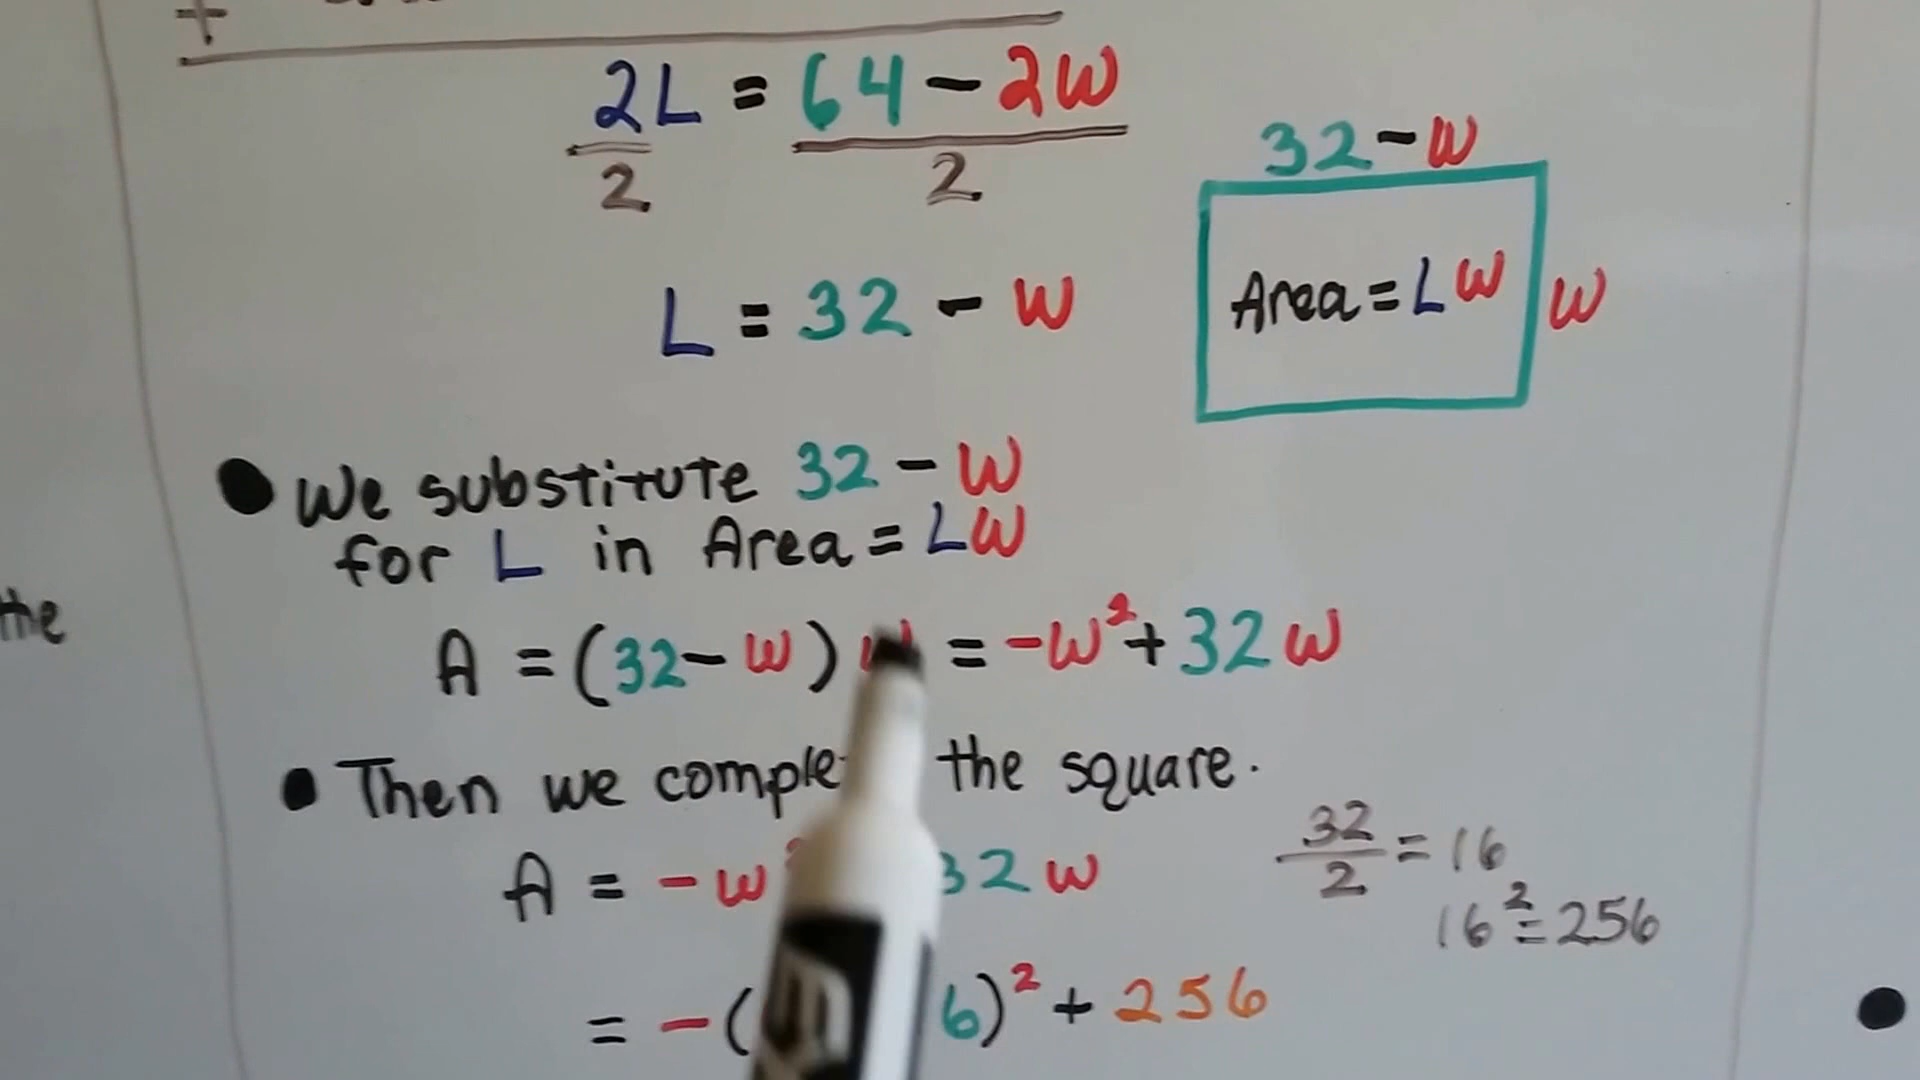 2L = 64 - 2W
2 2
32 - W
L = 32 - W
Area = LW W
We substitute 32 - W
for L in Area = LW
the
A = (32 - W) W = -W² + 32W
Then we the square.
A = -W² 32W
32/2 = 16
16² = 256
= -( 6)² + 256